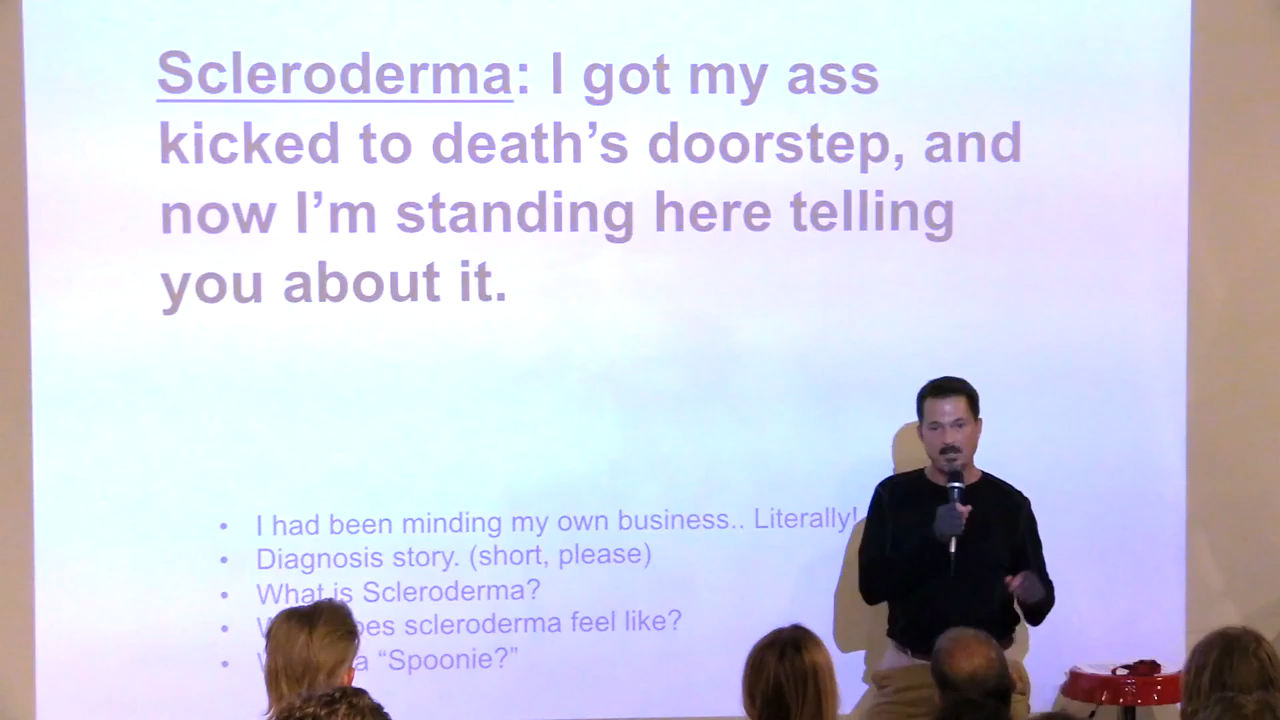 Scleroderma: I got my ass
kicked to death’s doorstep, and
now I’m standing here telling
you about it.
• I had been minding my own business.. Literally!
• Diagnosis story. (short, please)
• What is Scleroderma?
• scleroderma feel like?
• a “Spoonie?”